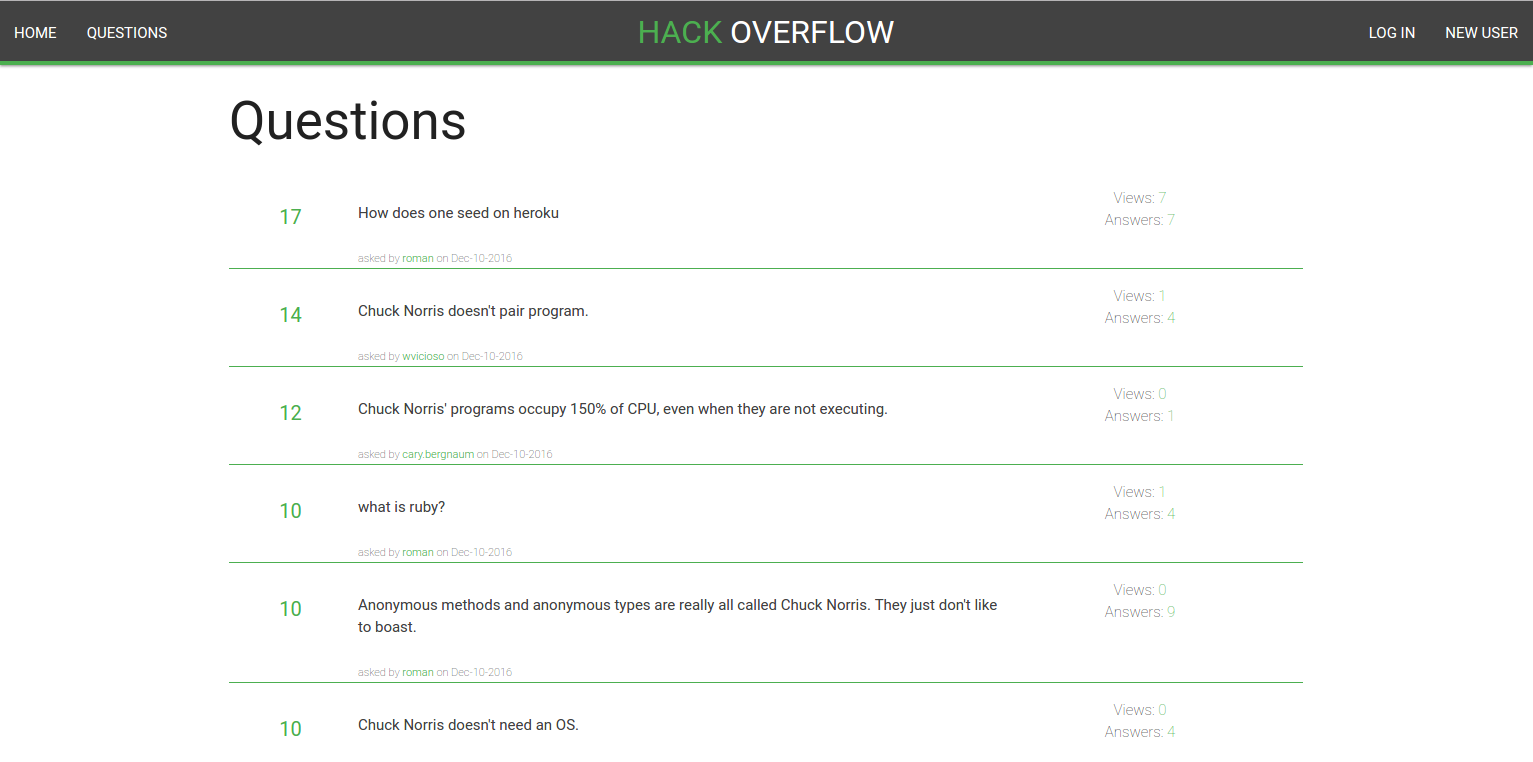 HOME QUESTIONS HACK OVERFLOW LOG IN NEW USER
Questions
17 How does one seed on heroku Views: 7
Answers: 7
asked by roman on Dec-10-2016
14 Chuck Norris doesn't pair program. Views: 1
Answers: 4
asked by wvicioso on Dec-10-2016
12 Chuck Norris' programs occupy 150% of CPU, even when they are not executing. Views: 0
Answers: 1
asked by cary.bergnaum on Dec-10-2016
10 what is ruby? Views: 1
Answers: 4
asked by roman on Dec-10-2016
10 Anonymous methods and anonymous types are really all called Chuck Norris. They just don't like Views: 0
to boast. Answers: 9
asked by roman on Dec-10-2016
10 Chuck Norris doesn't need an OS. Views: 0
Answers: 4